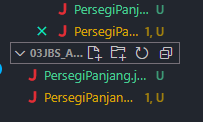 J PersegiPanj... U
J PersegiPa... 1, U
03JBS_A...
J PersegiPanjang.j... U
J PersegiPanjan... 1, U